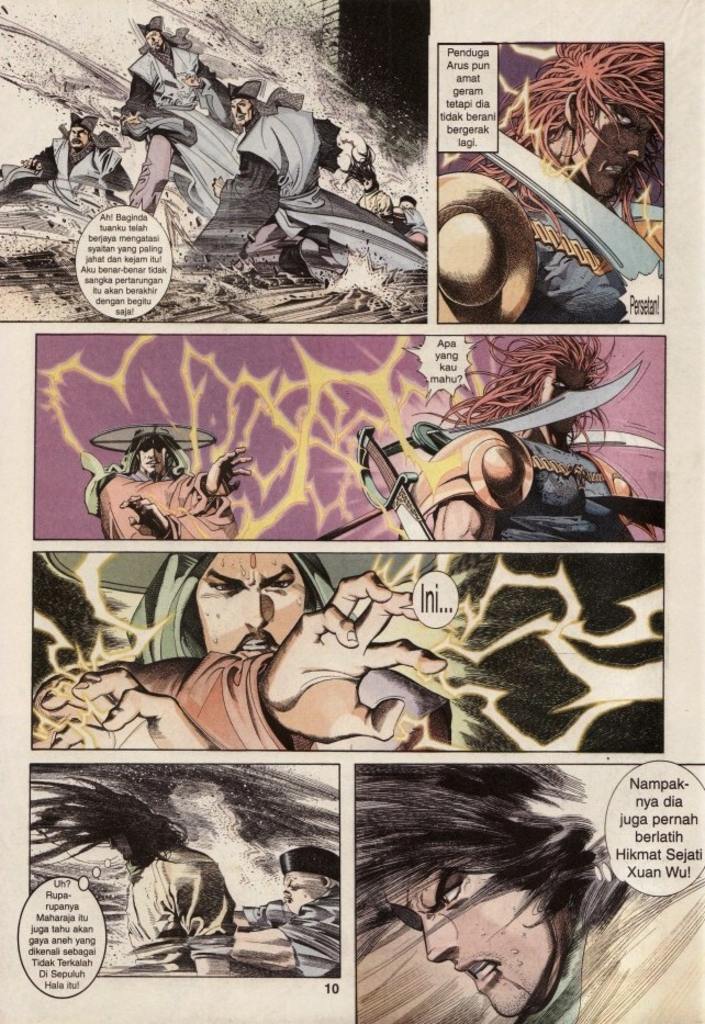 Ah! Baginda
tuanku telah
berjaya mengatasi
syaitan yang paling
jahat dan kejam itu!
Aku benar-benar tidak
sangka pertarungan
itu akan berakhir
dengan begitu
saja!
Penduga
Arus pun
amat
geram
tetapi dia
tidak berani
bergerak
lagi.
Persetan!
Apa
yang
kau
mahu?
Ini...
Uh?
Rupa-
rupanya
Maharaja itu
juga tahu akan
gaya aneh yang
dikenali sebagai
Tidak Terkalah
Di Sepuluh
Hala itu!
Nampak-
nya dia
juga pernah
berlatih
Hikmat Sejati
Xuan Wu!
10